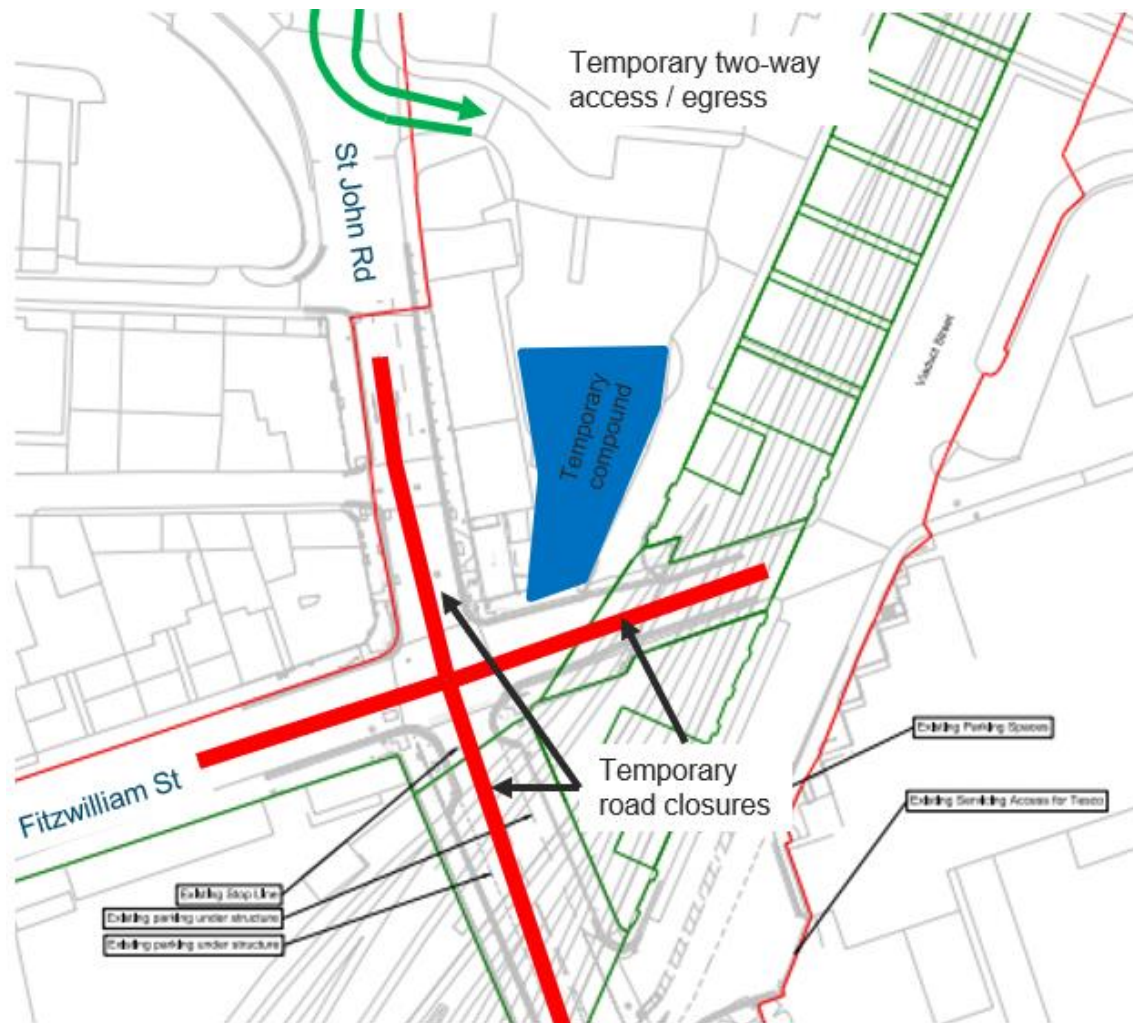 Temporary two-way
access / egress
St John Rd
Viaduct Street
Temporary
compound
Temporary
road closures
Fitzwilliam St
Existing Parking Spaces
Existing Servicing Access for Tesco
Existing Stop Line
Existing parking under structure
Existing parking under structure